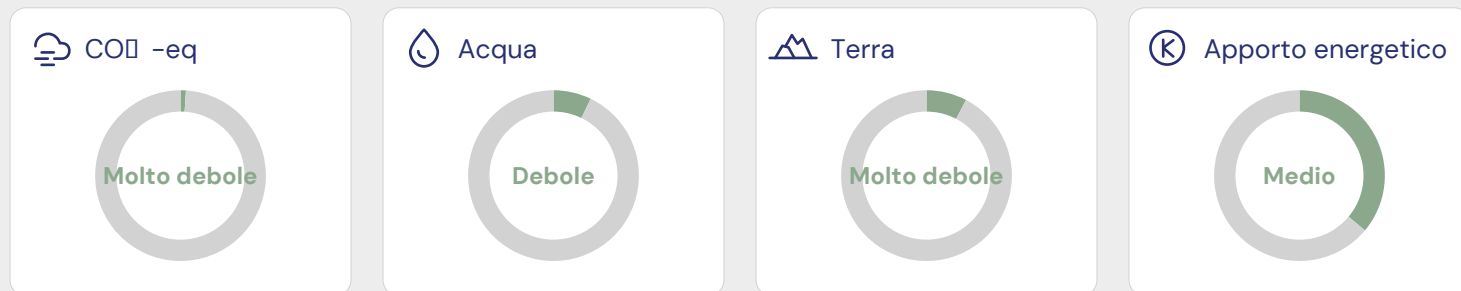 CO▯ -eq
Molto debole
Acqua
Debole
Terra
Molto debole
Apporto energetico
Medio